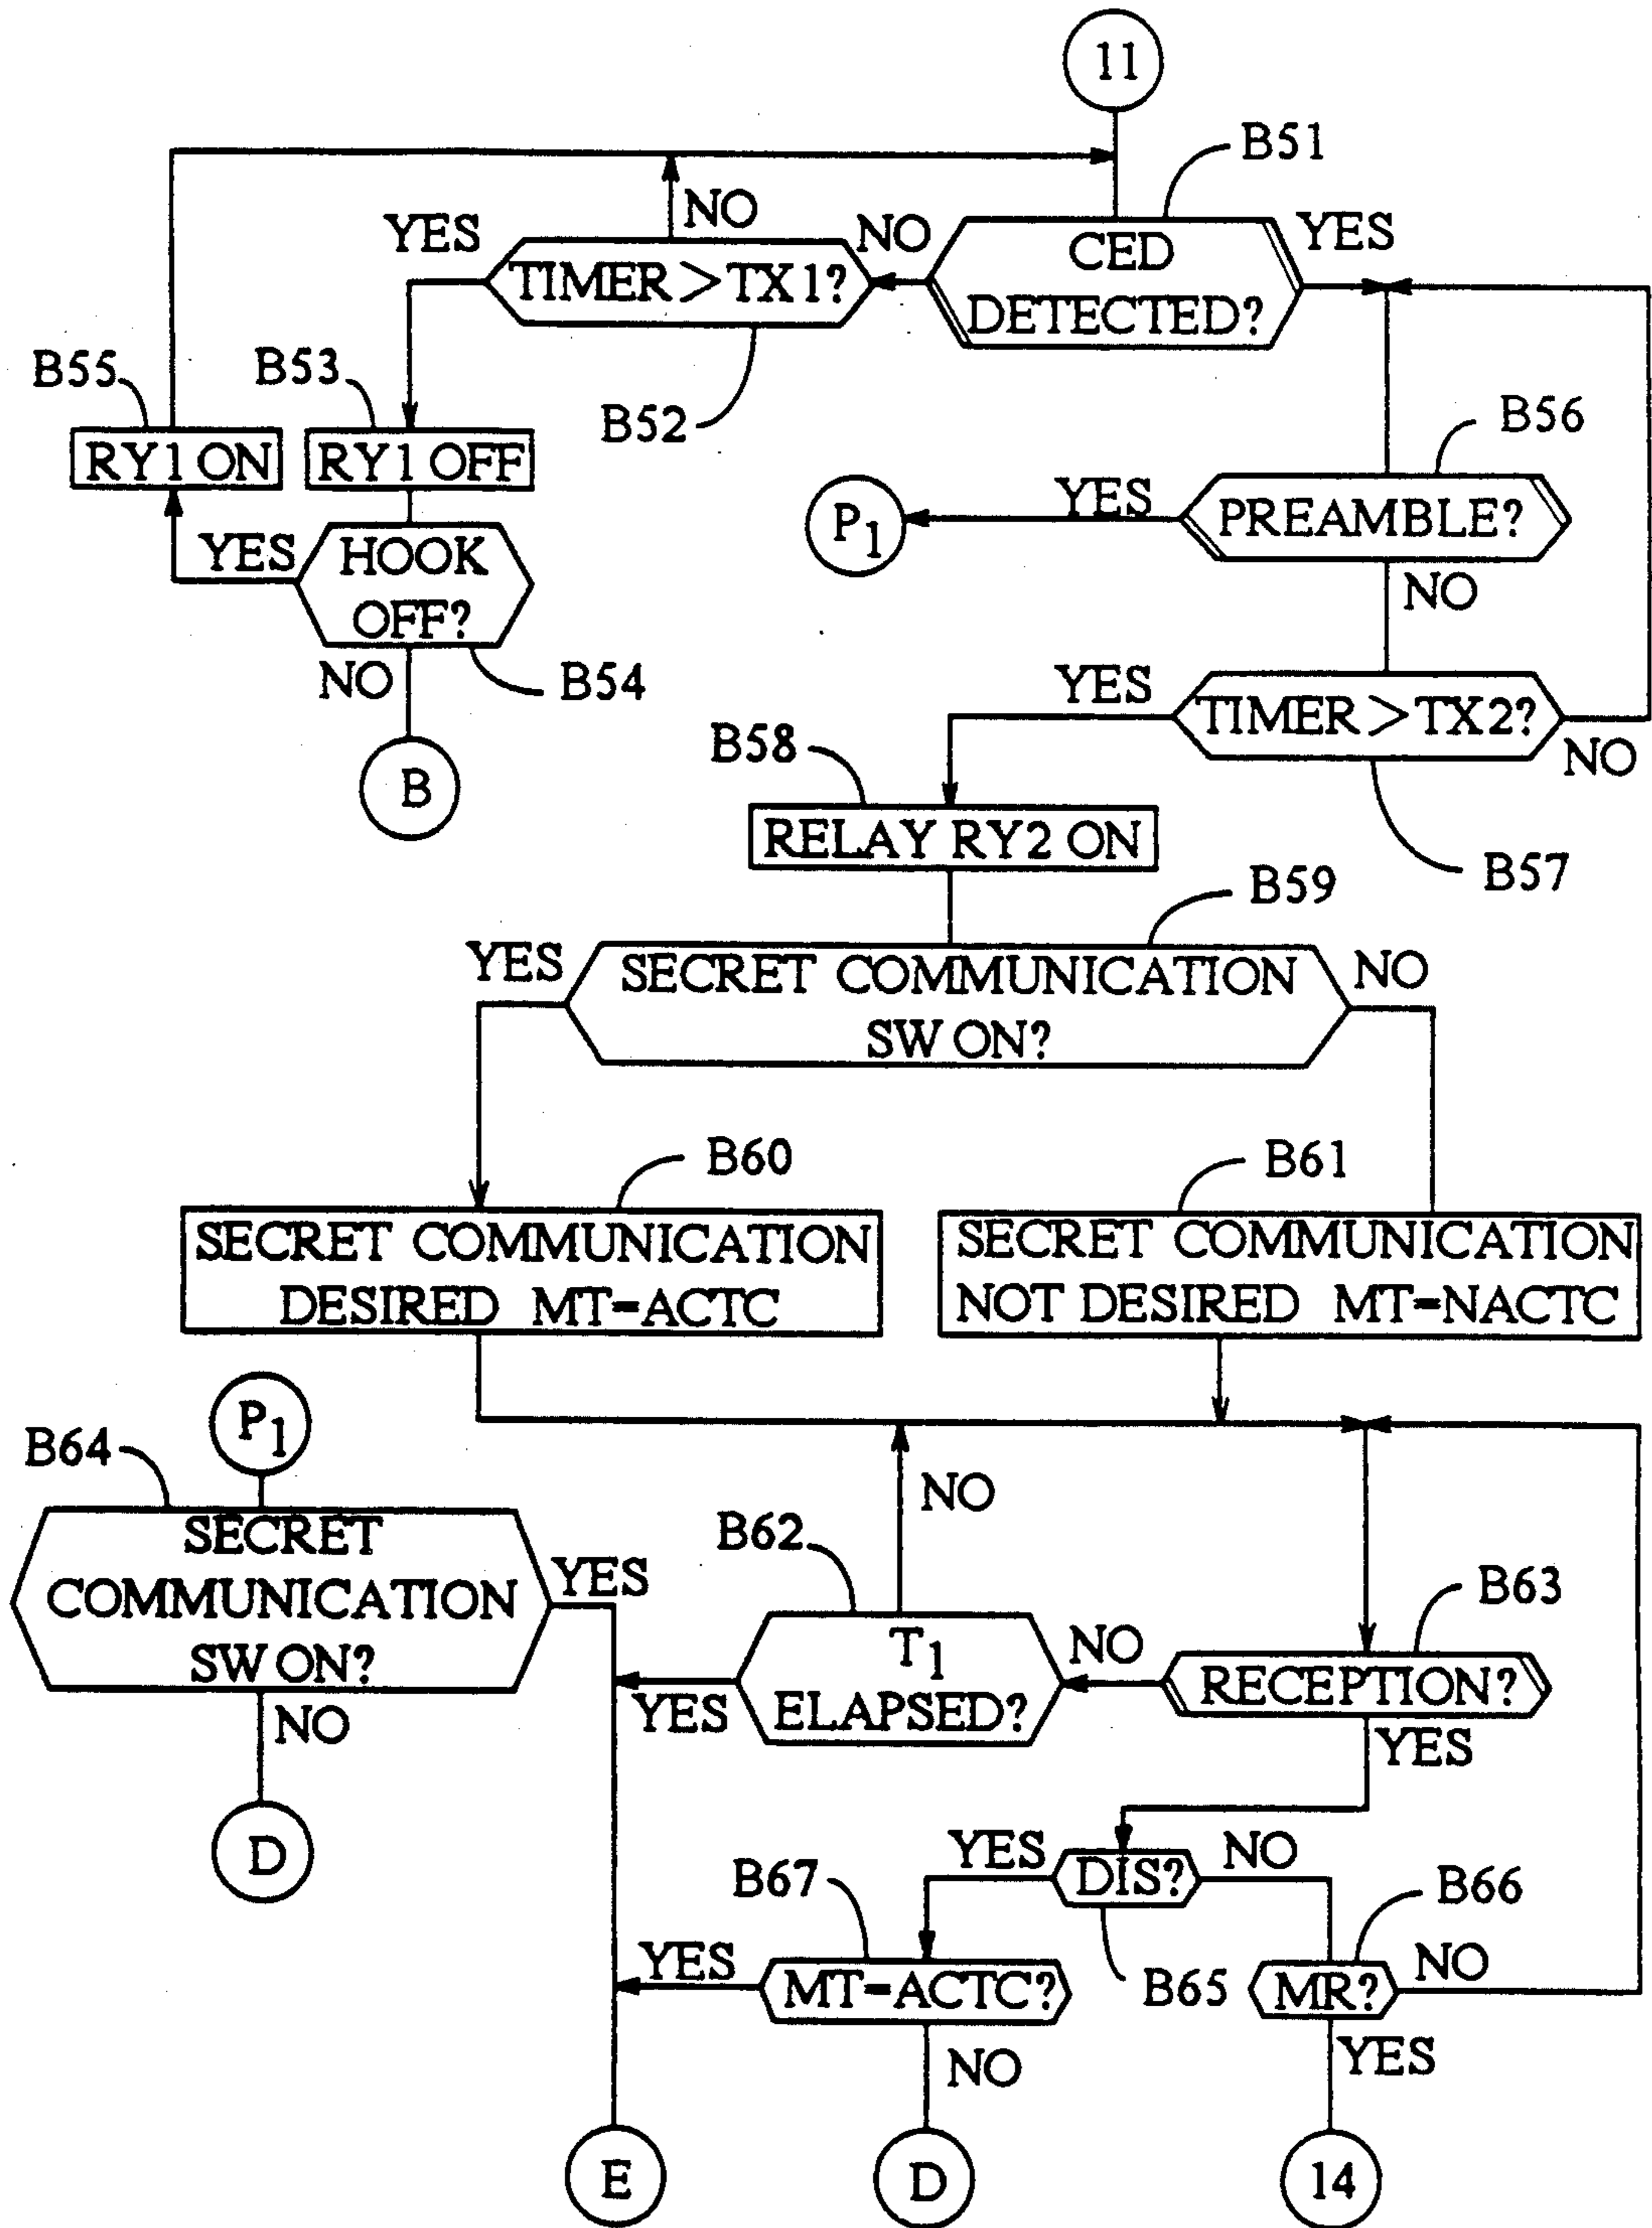 11
B51
NO
YES
NO
YES
TIMER>TX1?
CED
DETECTED?
B55
B53
B52
B56
RY1 ON
RY1 OFF
YES
PREAMBLE?
P1
YES
HOOK
OFF?
NO
NO
B54
YES
TIMER>TX2?
NO
B58
B
RELAY RY2 ON
B57
B59
YES
SECRET COMMUNICATION
SW ON?
NO
B60
B61
SECRET COMMUNICATION
DESIRED MT=ACTC
SECRET COMMUNICATION
NOT DESIRED MT=NACTC
P1
B64
NO
B62
SECRET
COMMUNICATION
SW ON?
YES
B63
T1
ELAPSED?
NO
RECEPTION?
YES
NO
YES
D
YES
DIS?
NO
B67
B66
YES
MT=ACTC?
B65
MR?
NO
NO
YES
E
D
14